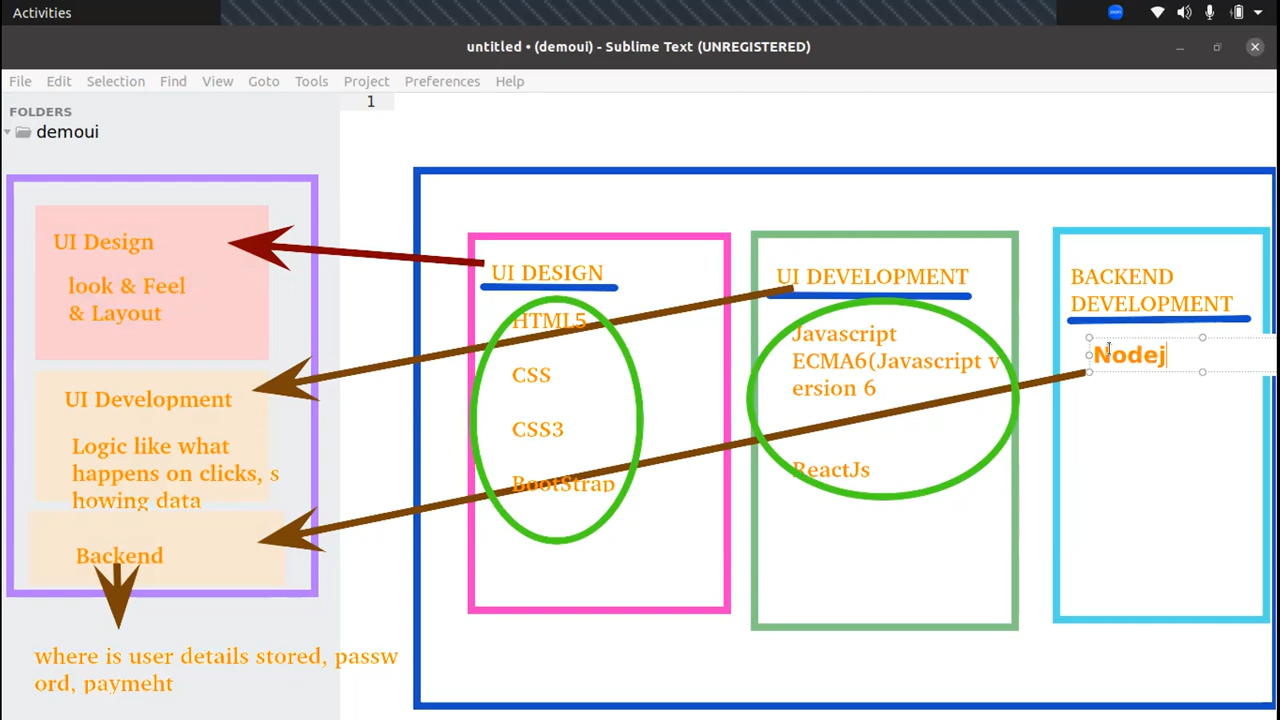 Activities
untitled • (demoui) - Sublime Text (UNREGISTERED)
File Edit Selection Find View Goto Tools Project Preferences Help
FOLDERS
demoui
1
UI Design
look & Feel
& Layout
UI Development
Logic like what
happens on clicks, s
howing data
Backend
where is user details stored, passw
ord, paymeht
UI DESIGN
HTML5
CSS
CSS3
BootStrap
UI DEVELOPMENT
Javascript
ECMA6(Javascript v
ersion 6
ReactJs
BACKEND
DEVELOPMENT
Nodej